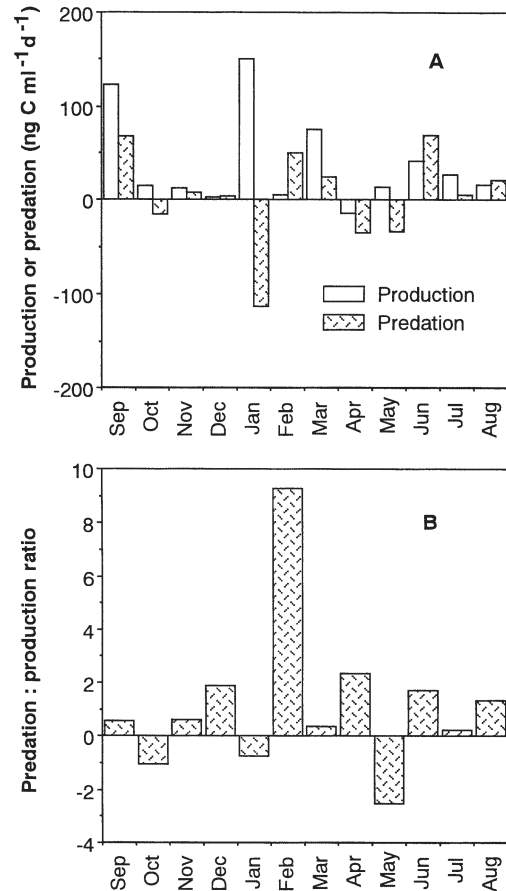 Production or predation (ng C ml⁻¹d⁻¹)
200
100
0
-100
-200
A
Production
Predation
Sep Oct Nov Dec Jan Feb Mar Apr May Jun Jul Aug
Predation : production ratio
10
8
6
4
2
0
-2
-4
B
Sep Oct Nov Dec Jan Feb Mar Apr May Jun Jul Aug